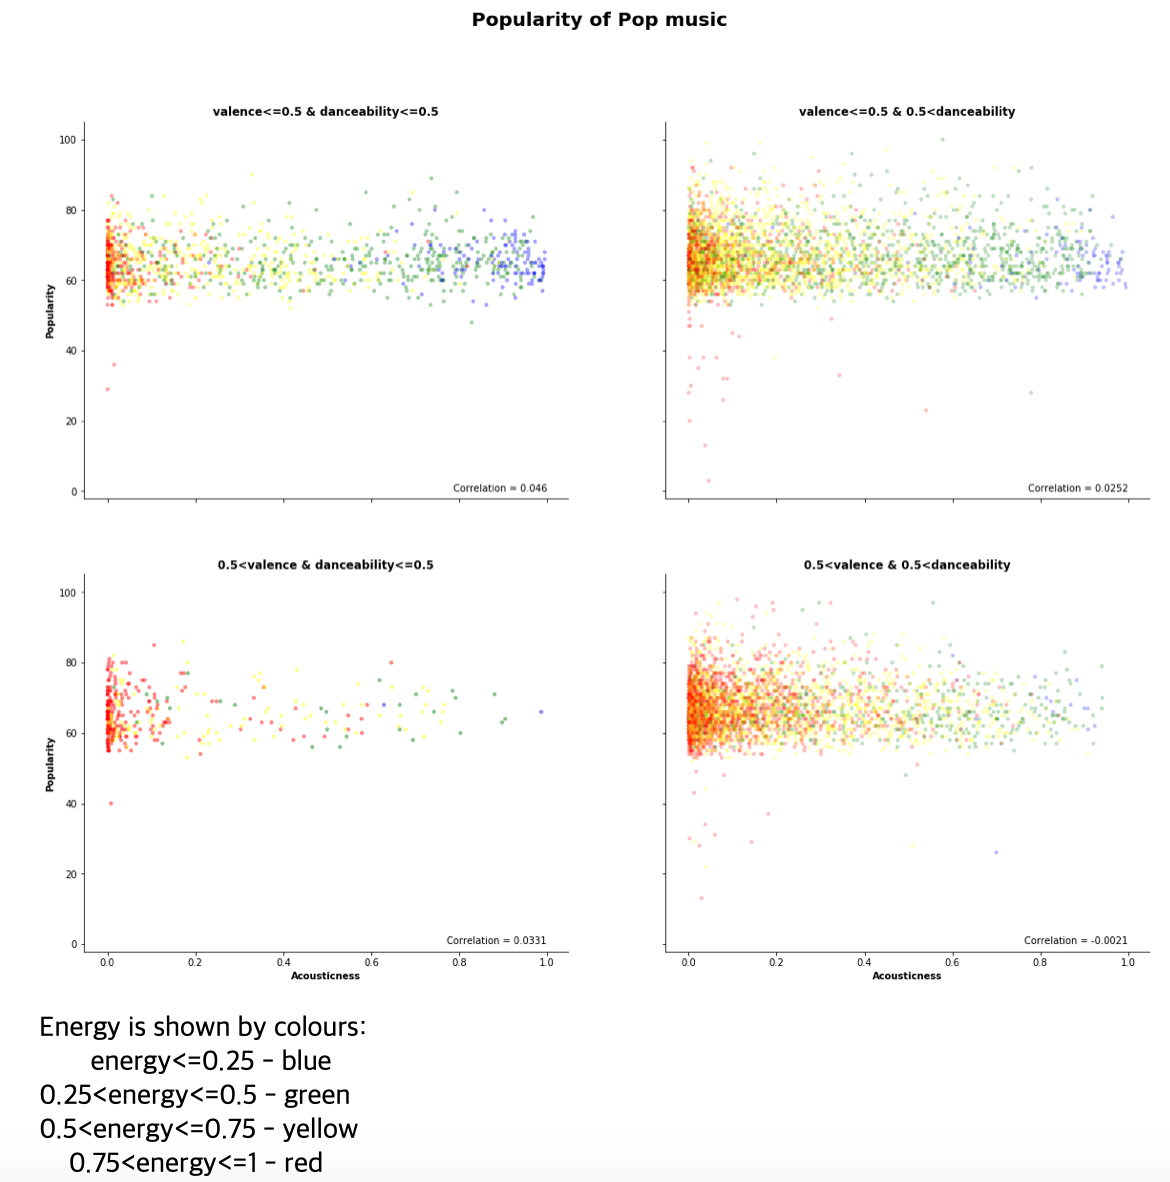 Popularity of Pop music
valence<=0.5 & danceability<=0.5
valence<=0.5 & 0.5<danceability
100
80
60
40
20
0
Popularity
Correlation = 0.046
Correlation = 0.0252
0.5<valence & danceability<=0.5
0.5<valence & 0.5<danceability
100
80
60
40
20
0
Popularity
Correlation = 0.0331
Correlation = -0.0021
0.0 0.2 0.4 0.6 0.8 1.0
0.0 0.2 0.4 0.6 0.8 1.0
Acousticness
Acousticness
Energy is shown by colours:
energy<=0.25 - blue
0.25<energy<=0.5 - green
0.5<energy<=0.75 - yellow
0.75<energy<=1 - red